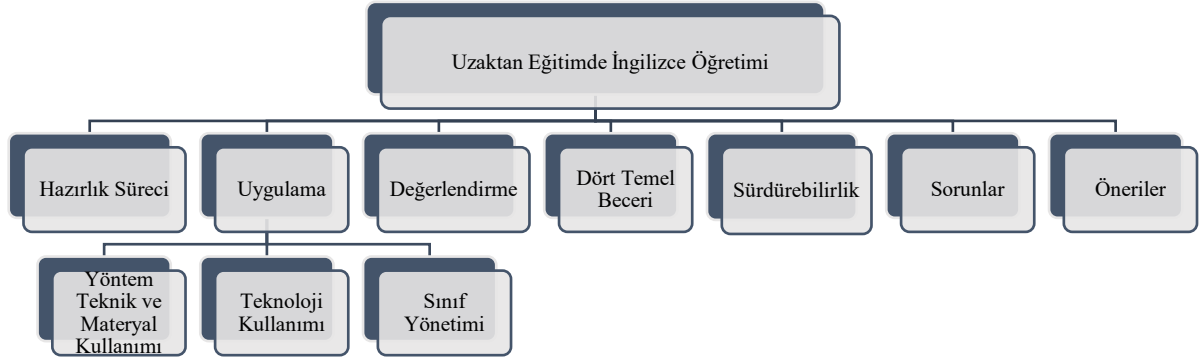 Uzaktan Eğitimde İngilizce Öğretimi
Hazırlık Süreci
Uygulama
Değerlendirme
Dört Temel
Beceri
Sürdürebilirlik
Sorunlar
Öneriler
Yöntem
Teknik ve
Materyal
Kullanımı
Teknoloji
Kullanımı
Sınıf
Yönetimi